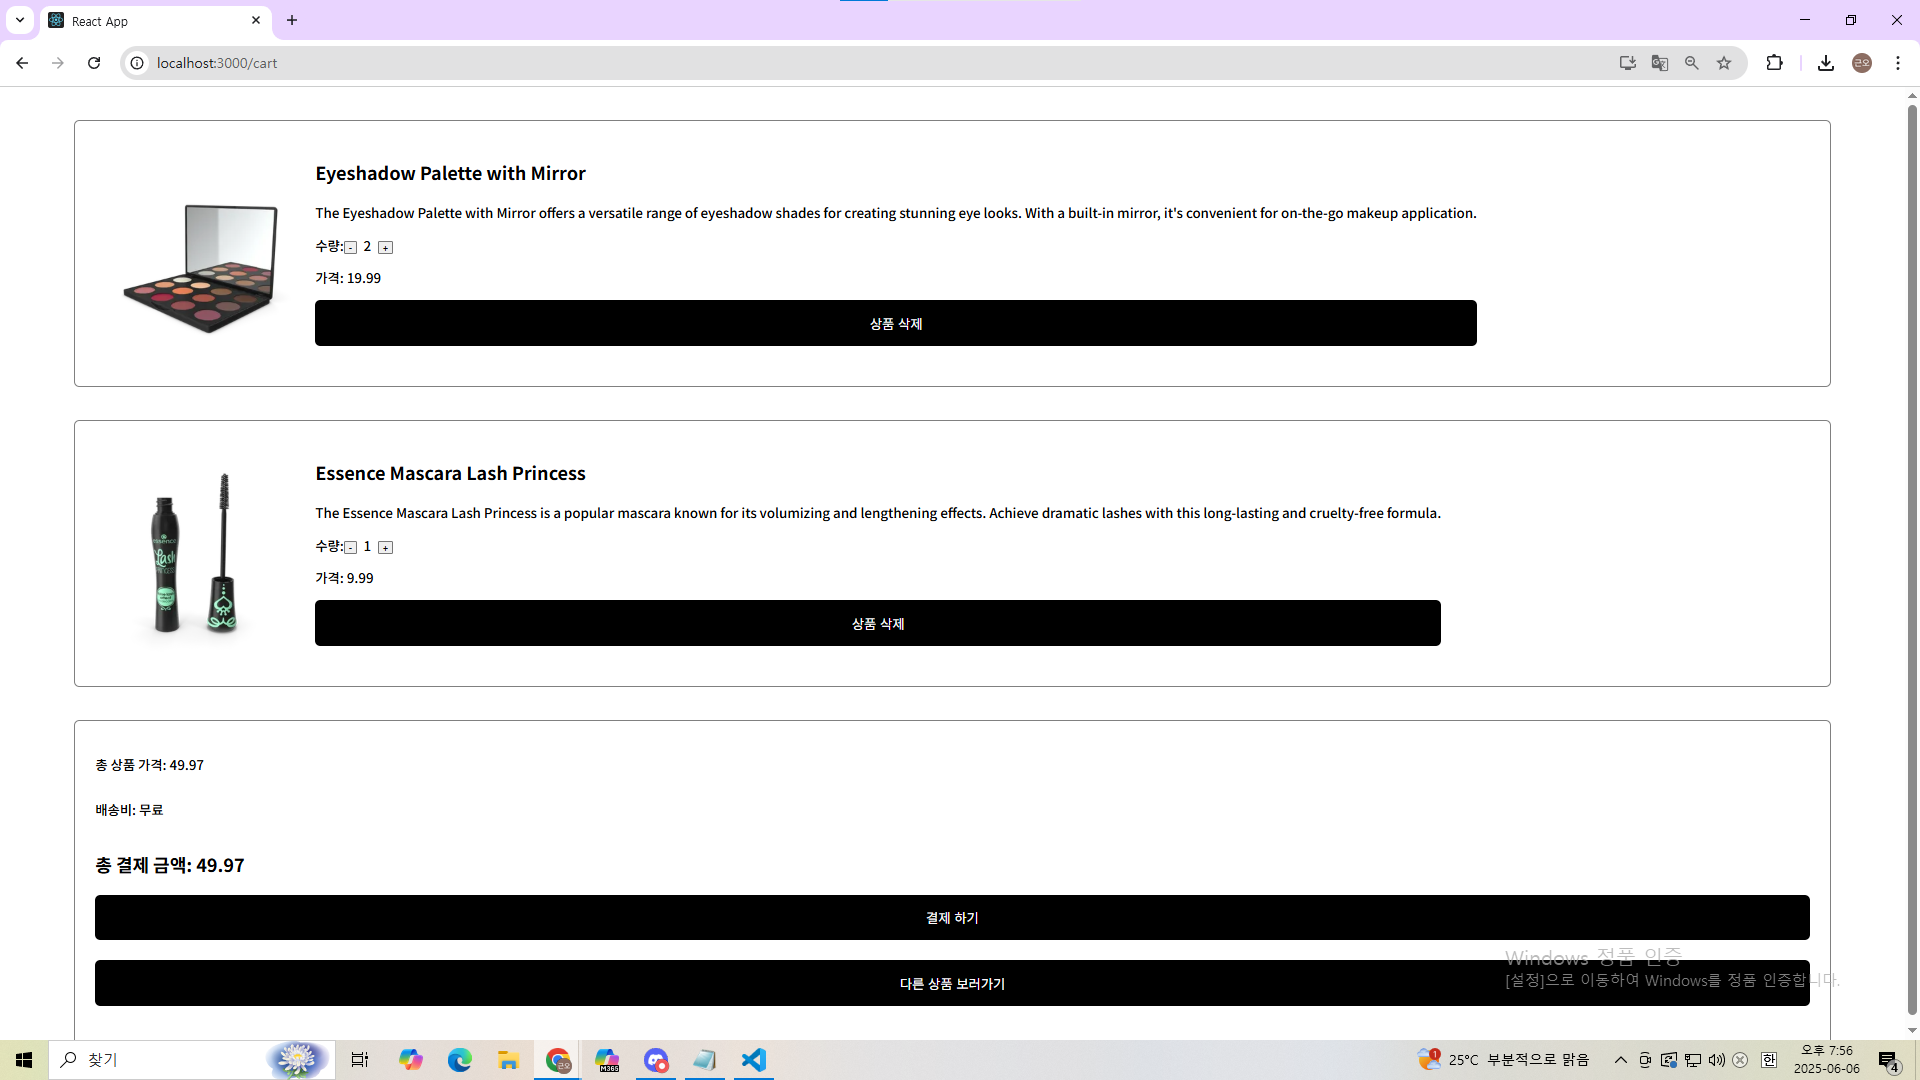 React App
localhost:3000/cart
근오
Eyeshadow Palette with Mirror
The Eyeshadow Palette with Mirror offers a versatile range of eyeshadow shades for creating stunning eye looks. With a built-in mirror, it's convenient for on-the-go makeup application.
수량:- 2 +
가격: 19.99
상품 삭제
Essence Mascara Lash Princess
The Essence Mascara Lash Princess is a popular mascara known for its volumizing and lengthening effects. Achieve dramatic lashes with this long-lasting and cruelty-free formula.
수량:- 1 +
가격: 9.99
상품 삭제
총 상품 가격: 49.97
배송비: 무료
총 결제 금액: 49.97
결제 하기
다른 상품 보러가기
Windows 정품 인증
[설정]으로 이동하여 Windows를 정품 인증합니다.
찾기
M365
1
25°C 부분적으로 맑음
한
오후 7:56
2025-06-06
4